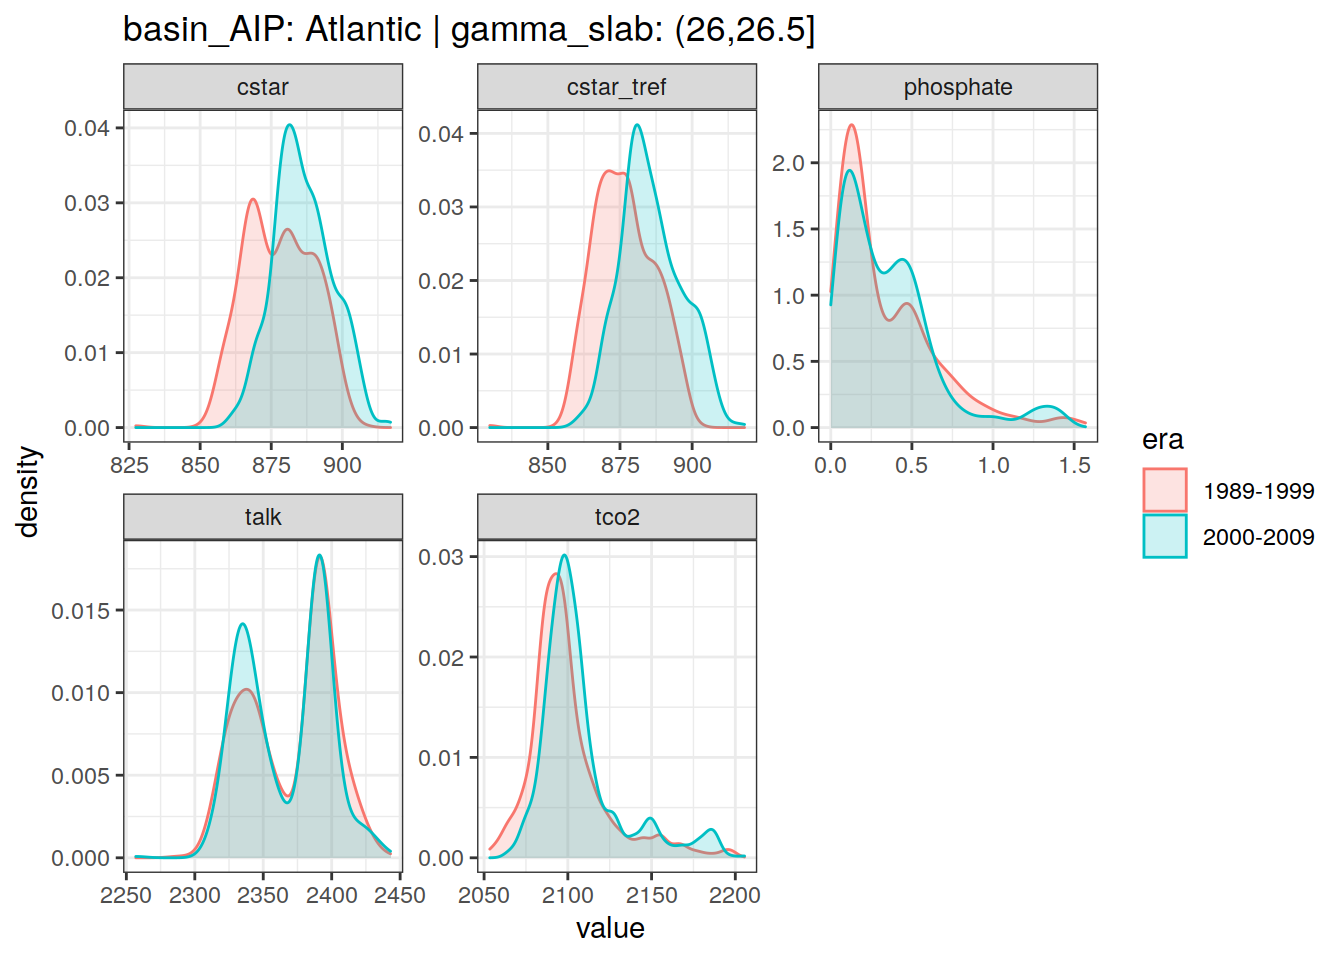 basin_AIP: Atlantic | gamma_slab: (26,26.5]
cstar
cstar_tref
phosphate
0.04
0.03
0.02
0.01
0.00
825 850 875 900
0.04
0.03
0.02
0.01
0.00
850 875 900
2.0
1.5
1.0
0.5
0.0
0.0 0.5 1.0 1.5
talk
tco2
0.015
0.010
0.005
0.000
2250 2300 2350 2400 2450
0.03
0.02
0.01
0.00
2050 2100 2150 2200
density
value
era
1989-1999
2000-2009